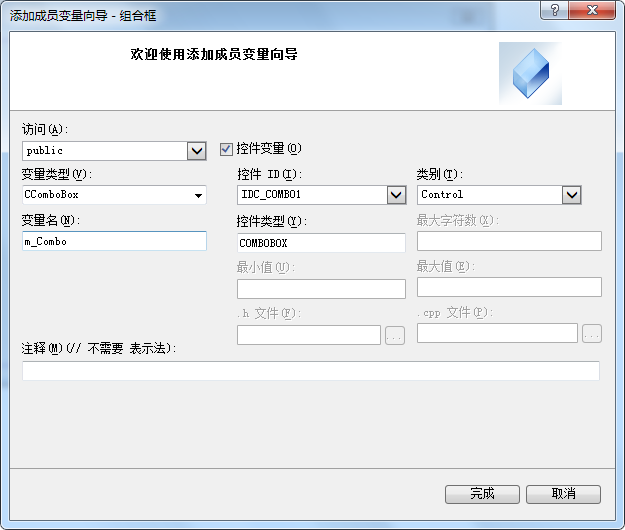 添加成员变量向导 - 组合框
欢迎使用添加成员变量向导
访问(A):
public
控件变量(O)
变量类型(V):
控件 ID(I):
类别(T):
CComboBox
IDC_COMBO1
Control
变量名(N):
控件类型(Y):
最大字符数(X):
m_Combo
COMBOBOX
最小值(U):
最大值(E):
.h 文件(F):
.cpp 文件(P):
...
...
注释(M)(// 不需要 表示法):
完成
取消